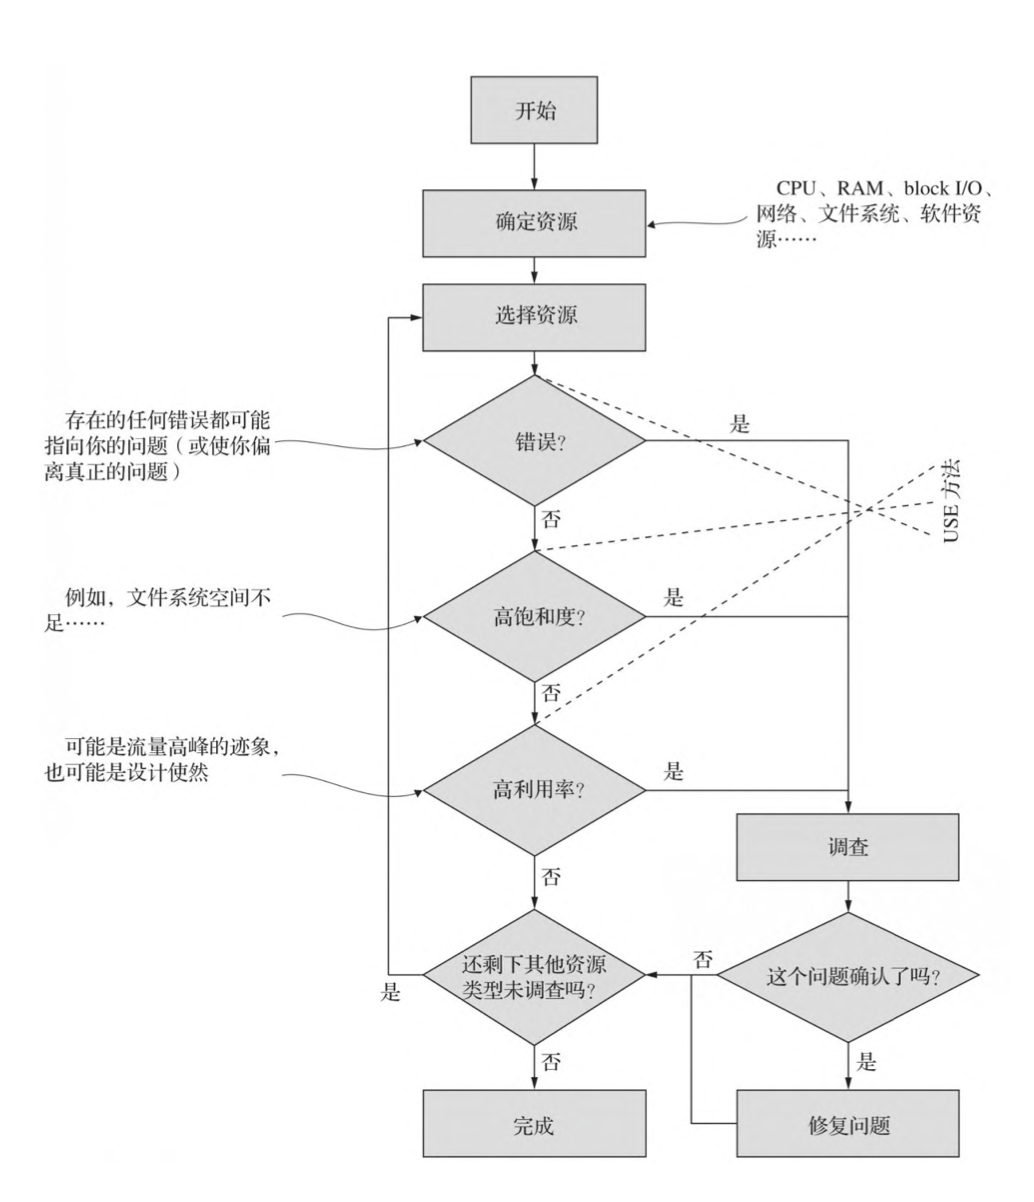 开始
CPU、RAM、block I/O、
网络、文件系统、软件资
源……
确定资源
选择资源
存在的任何错误都可能
指向你的问题（或使你偏
离真正的问题）
错误？
是
否
USE 方法
例如，文件系统空间不
足……
高饱和度？
是
否
可能是流量高峰的迹象，
也可能是设计使然
高利用率？
是
否
调查
还剩下其他资源
类型未调查吗？
是
否
这个问题确认了吗？
否
是
完成
修复问题